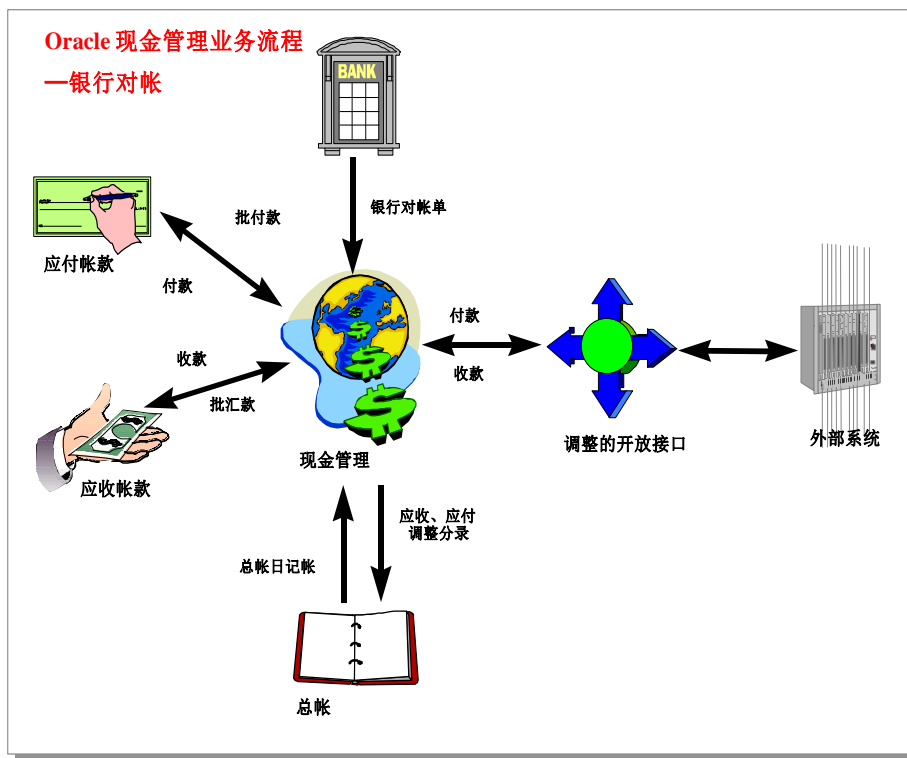 Oracle 现金管理业务流程
—银行对帐
BANK
银行对帐单
批付款
应付帐款
付款
付款
收款
收款
批汇款
调整的开放接口
外部系统
现金管理
应收帐款
应收、应付
调整分录
总帐日记帐
总帐